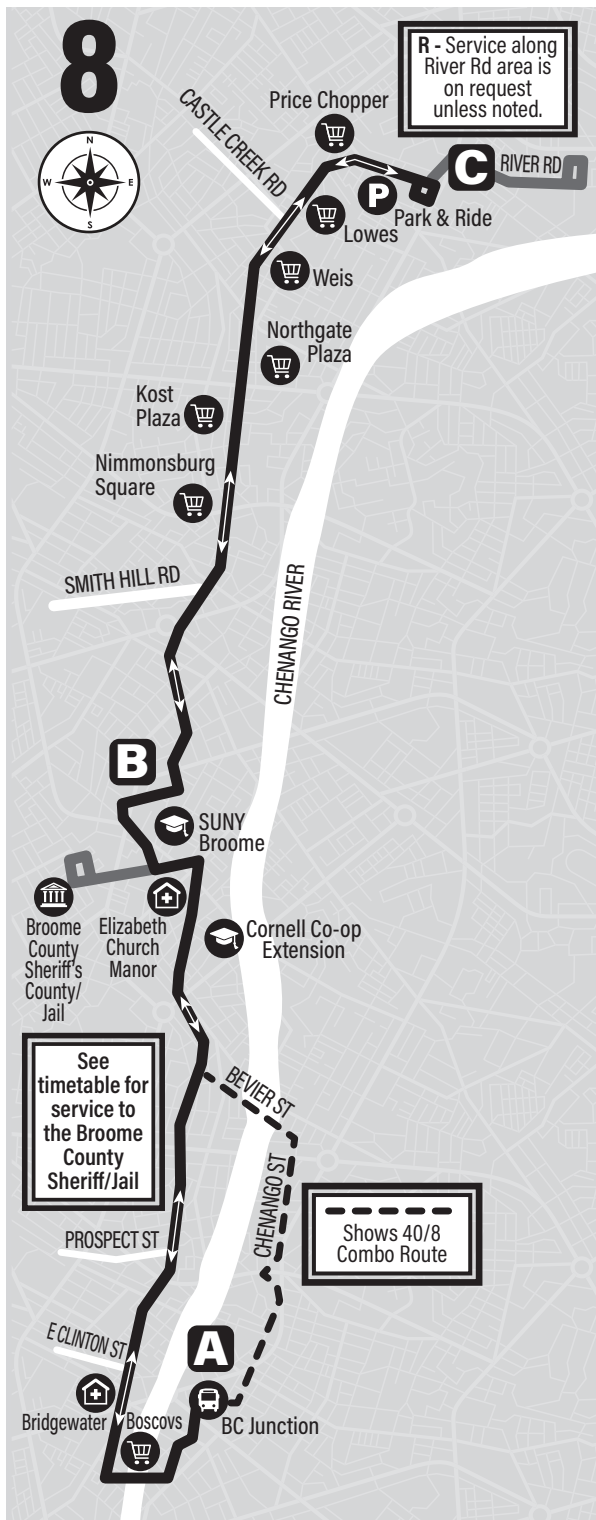 8
R - Service along
River Rd area is
on request
unless noted.
N
W
E
S
CASTLE CREEK RD
Price Chopper
C
RIVER RD
P
Park & Ride
Lowes
Weis
Northgate
Plaza
Kost
Plaza
Nimmonsburg
Square
SMITH HILL RD
CHENANGO RIVER
B
SUNY
Broome
Broome
County
Sheriff's
County/
Jail
Elizabeth
Church
Manor
Cornell Co-op
Extension
See
timetable for
service to
the Broome
County
Sheriff/Jail
BEVIER ST
CHENANGO ST
Shows 40/8
Combo Route
PROSPECT ST
E CLINTON ST
A
Bridgewater
Boscovs
BC Junction